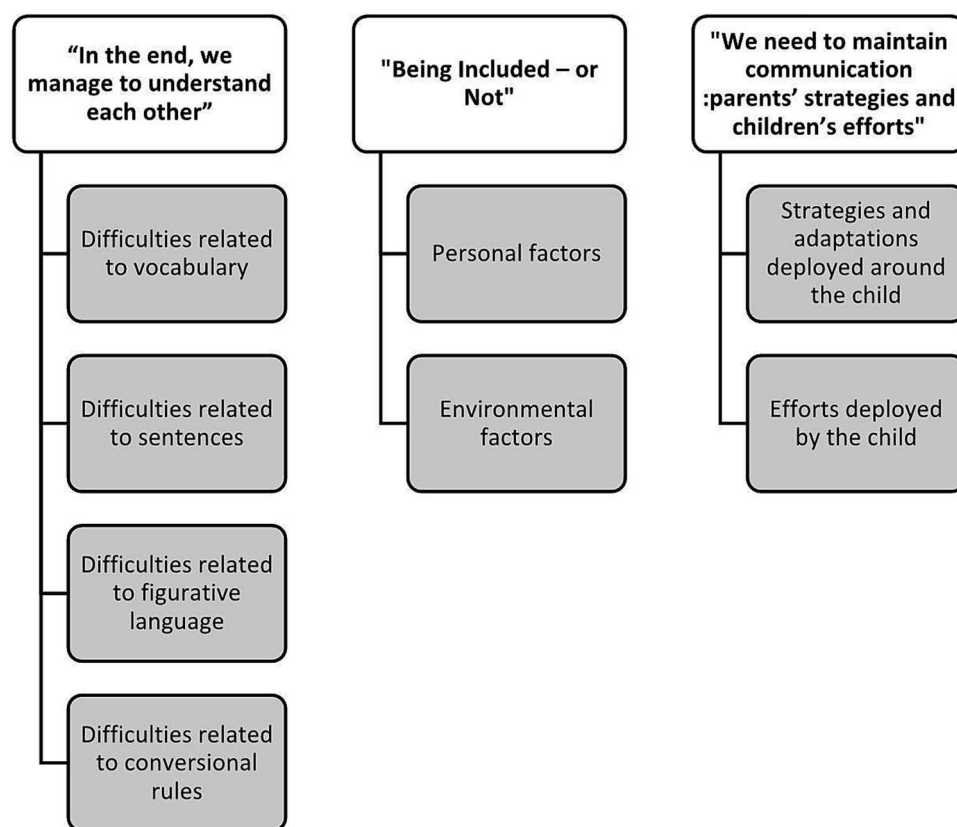 “In the end, we
manage to understand
each other”
Difficulties related
to vocabulary
Difficulties related
to sentences
Difficulties related
to figurative
language
Difficulties related
to conversional
rules
"Being Included – or
Not"
Personal factors
Environmental
factors
"We need to maintain
communication
:parents’ strategies and
children’s efforts"
Strategies and
adaptations
deployed around
the child
Efforts deployed
by the child